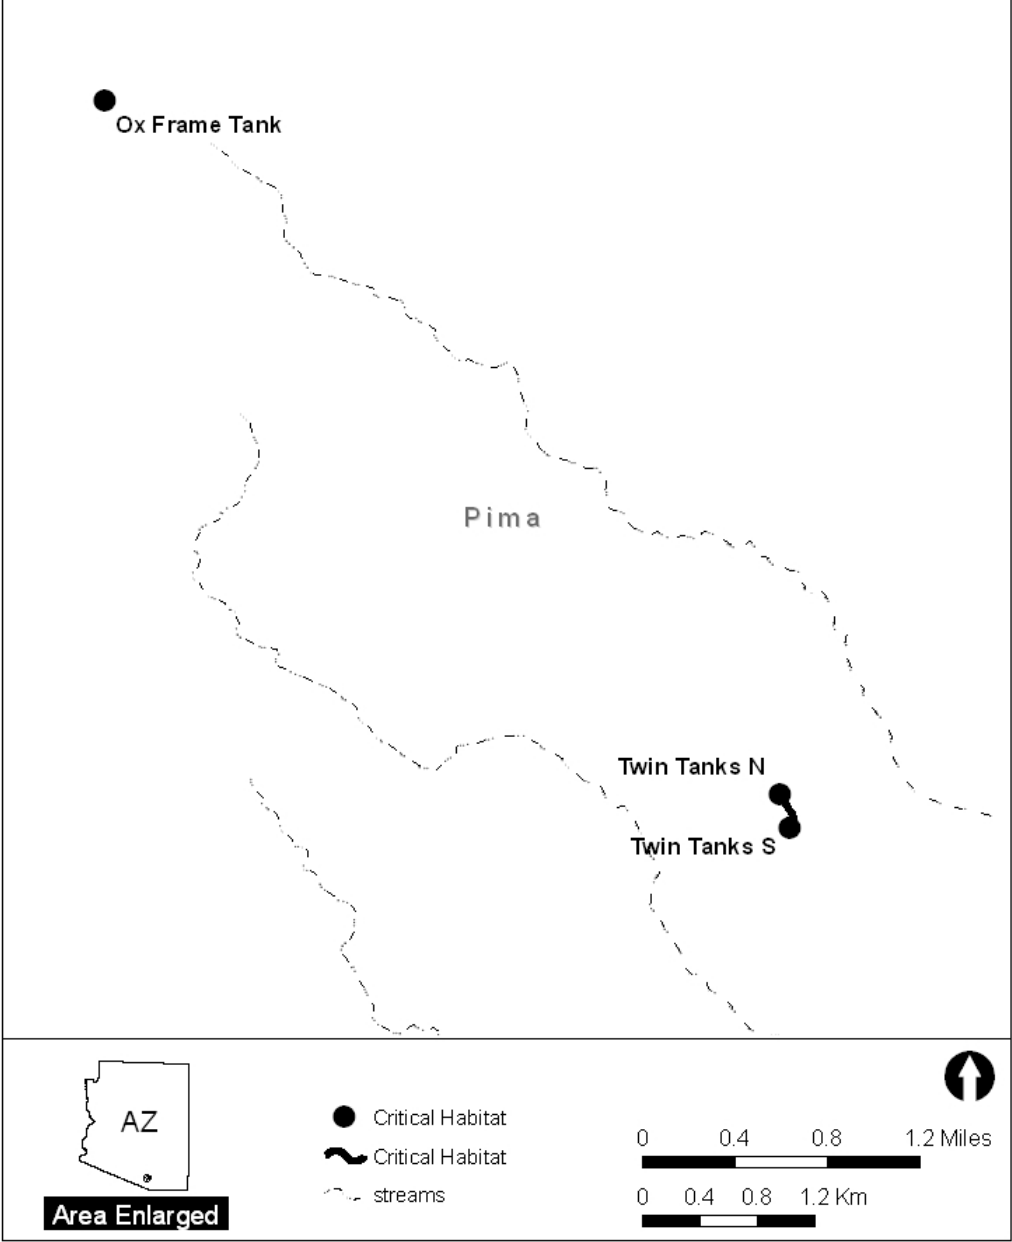 Ox Frame Tank
Pima
Twin Tanks N
Twin Tanks S
AZ
Area Enlarged
Critical Habitat
Critical Habitat
streams
0 0.4 0.8 1.2 Miles
0 0.4 0.8 1.2 Km